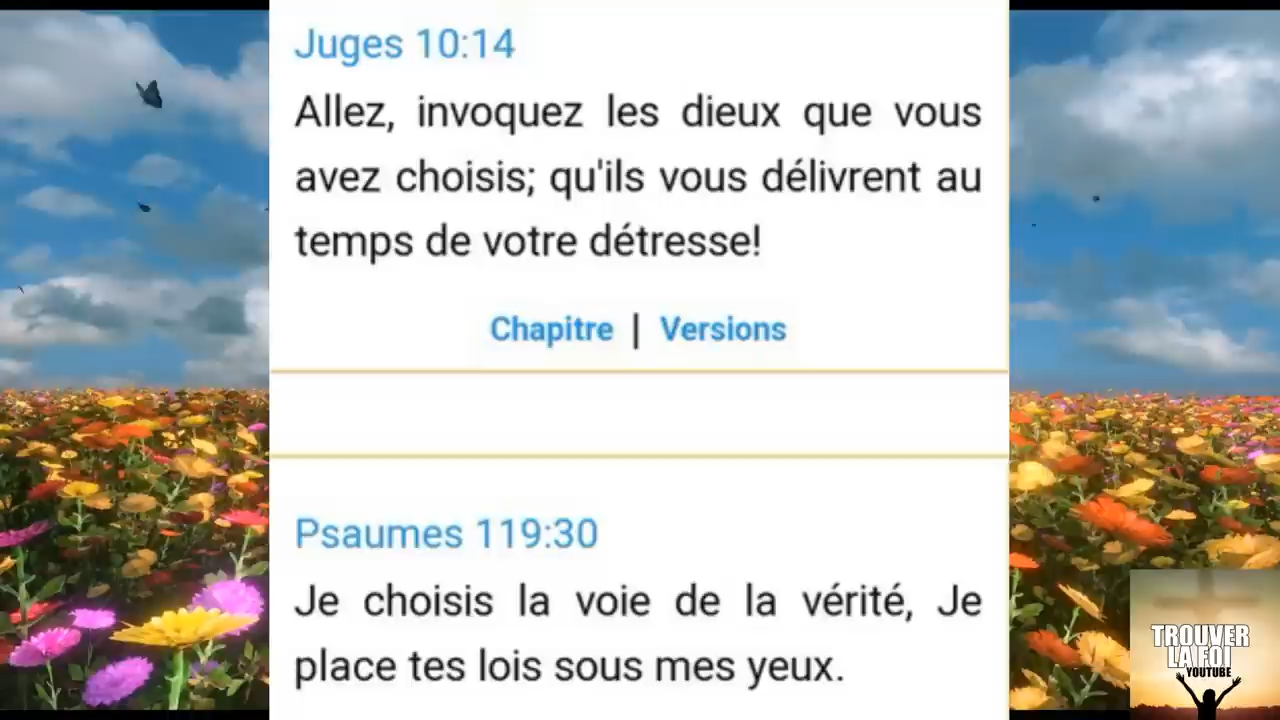 Juges 10:14
Allez, invoquez les dieux que vous
avez choisis; qu'ils vous délivrent au
temps de votre détresse!
Chapitre | Versions
Psaumes 119:30
Je choisis la voie de la vérité, Je
place tes lois sous mes yeux.
TROUVER
LA FOI
YOUTUBE